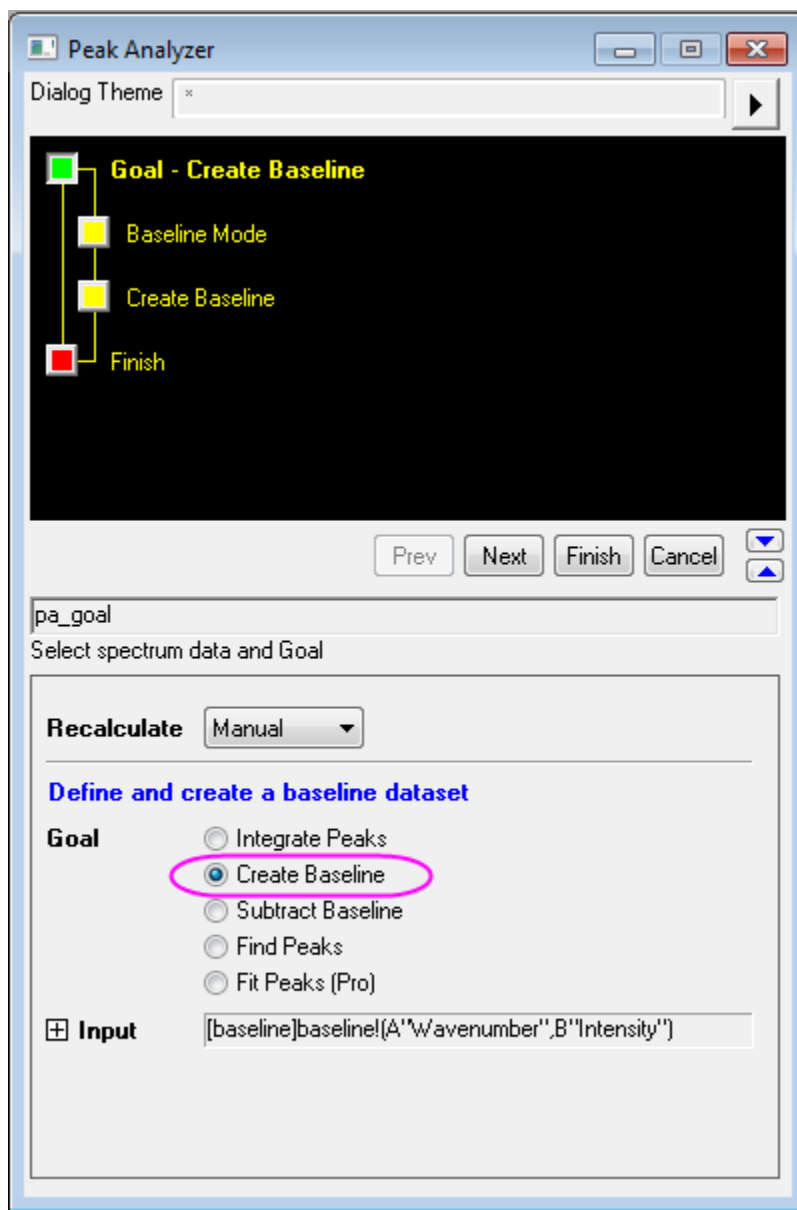 Peak Analyzer
Dialog Theme *
Goal - Create Baseline
Baseline Mode
Create Baseline
Finish
Prev Next Finish Cancel
pa_goal
Select spectrum data and Goal
Recalculate Manual
Define and create a baseline dataset
Goal Integrate Peaks
Create Baseline
Subtract Baseline
Find Peaks
Fit Peaks (Pro)
Input [baseline]baseline!(A"Wavenumber",B"Intensity")